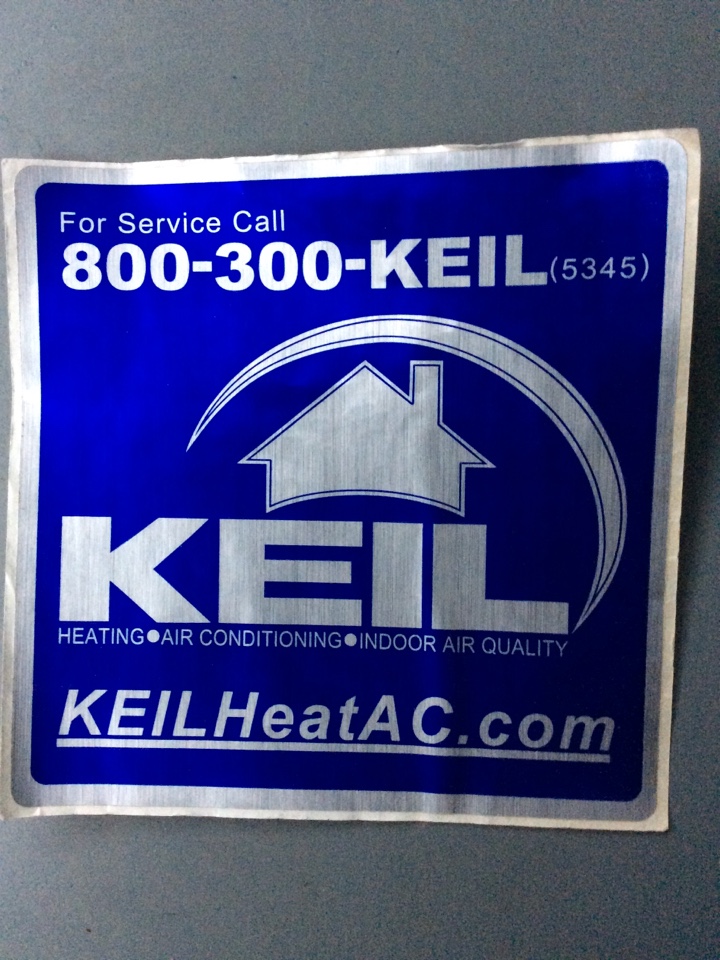 For Service Call
800-300-KEIL(5345)
KEIL
HEATING●AIR CONDITIONING●INDOOR AIR QUALITY
KEILHeatAC.com